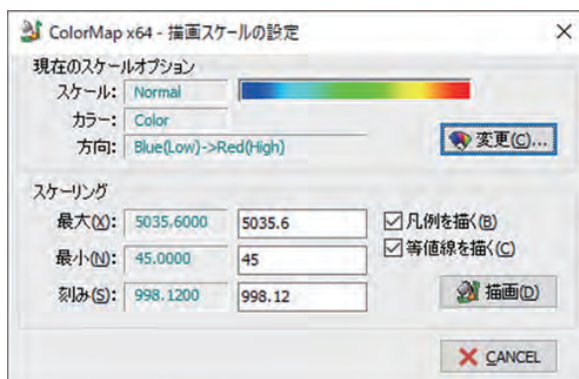 ColorMap x64 - 描画スケールの設定
現在のスケールオプション
スケール: Normal
カラー: Color
方向: Blue(Low)->Red(High)
変更(C)...
スケーリング
最大(X): 5035.6000 5035.6
凡例を描く(B)
最小(N): 45.0000 45
等値線を描く(C)
刻み(S): 998.1200 998.12
描画(D)
CANCEL